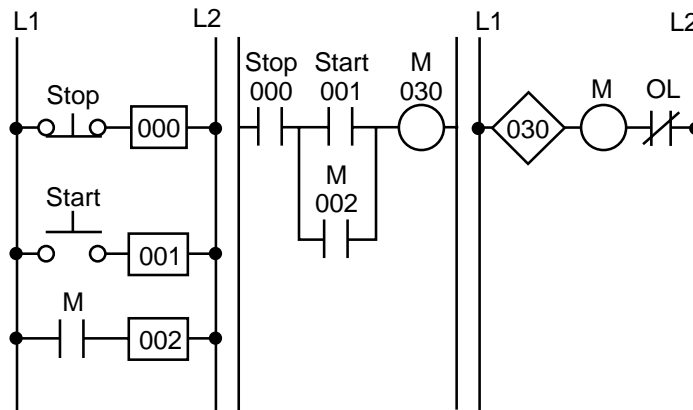 L1 L2 L1 L2
Stop
000
Start
001
M
002
Stop Start M
000 001 030
M
002
030 M OL